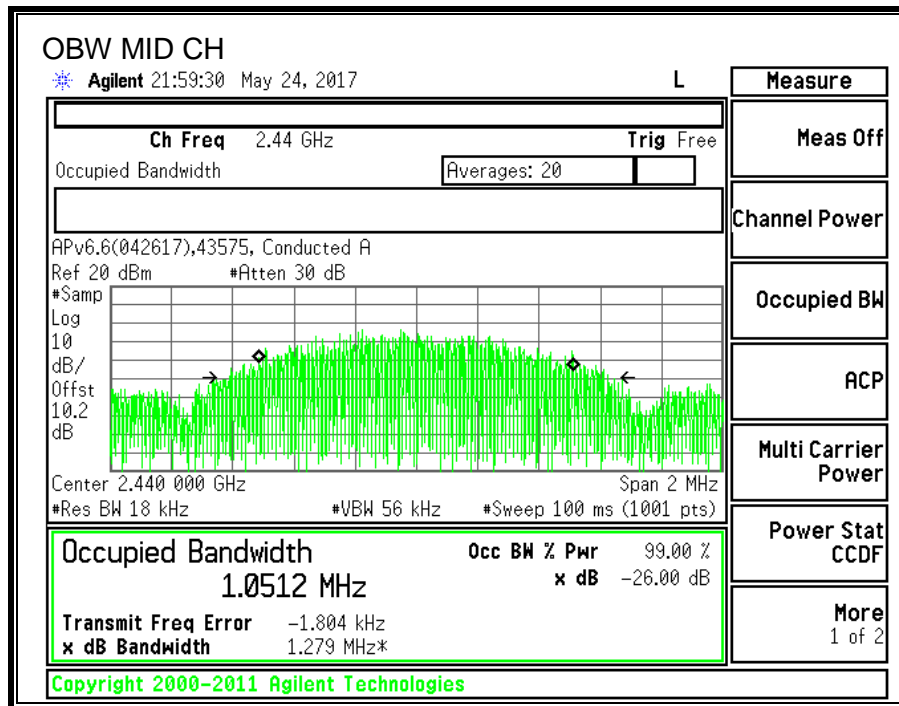 OBW MID CH
Agilent 21:59:30 May 24, 2017 L
Measure
Ch Freq 2.44 GHz Trig Free
Meas Off
Occupied Bandwidth Averages: 20
Channel Power
APv6.6(042617),43575, Conducted A
Ref 20 dBm #Atten 30 dB
#Samp
Log
10
dB/
Offst
10.2
dB
Occupied BW
ACP
Multi Carrier
Power
Center 2.440 000 GHz Span 2 MHz
#Res BW 18 kHz #VBW 56 kHz #Sweep 100 ms (1001 pts)
Power Stat
CCDF
Occupied Bandwidth Occ BW % Pwr 99.00 %
1.0512 MHz x dB -26.00 dB
Transmit Freq Error -1.804 kHz
x dB Bandwidth 1.279 MHz*
More
1 of 2
Copyright 2000-2011 Agilent Technologies